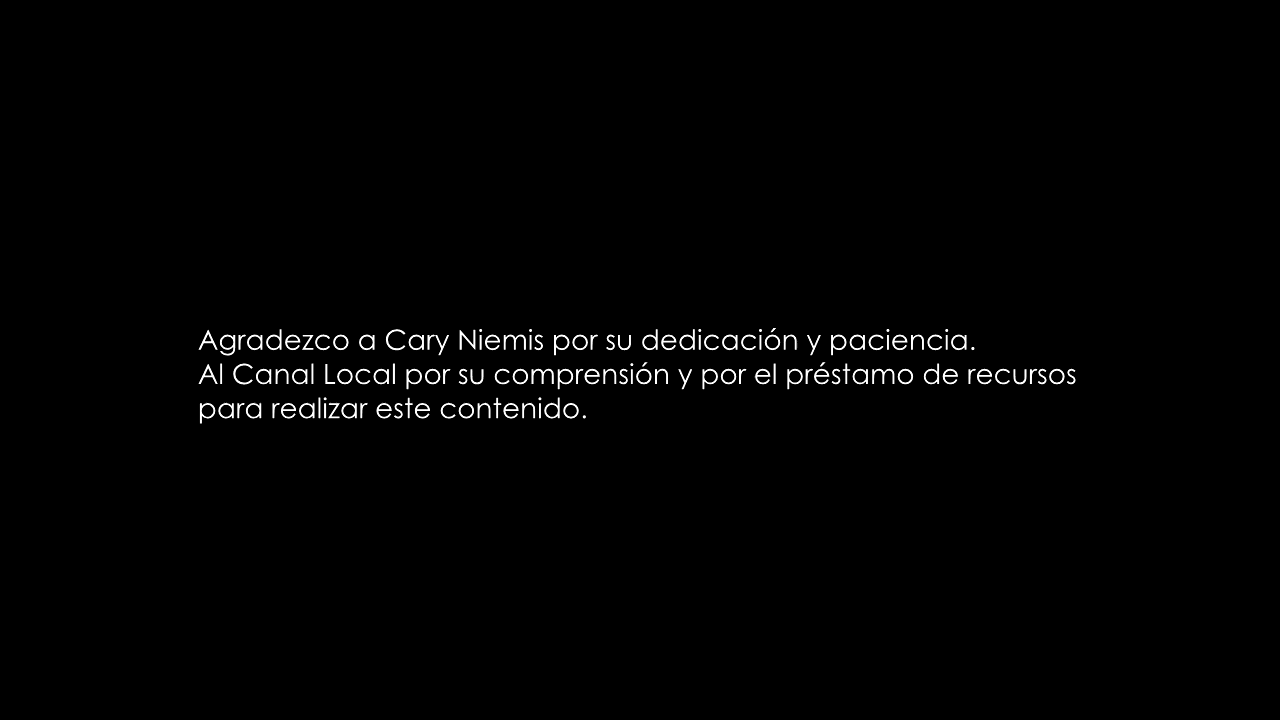 Agradezco a Cary Niemis por su dedicación y paciencia.
Al Canal Local por su comprensión y por el préstamo de recursos
para realizar este contenido.